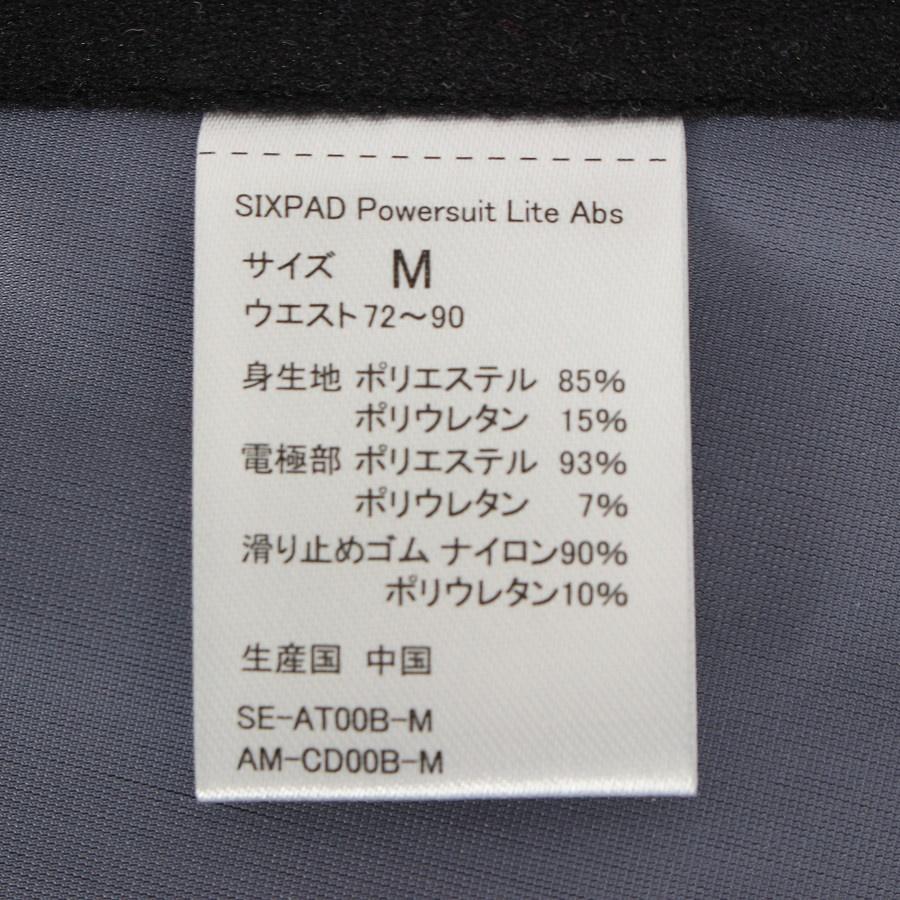 SIXPAD Powersuit Lite Abs
サイズ M
ウエスト72～90
身生地 ポリエステル 85%
ポリウレタン 15%
電極部 ポリエステル 93%
ポリウレタン 7%
滑り止めゴム ナイロン90%
ポリウレタン10%
生産国 中国
SE-AT00B-M
AM-CD00B-M